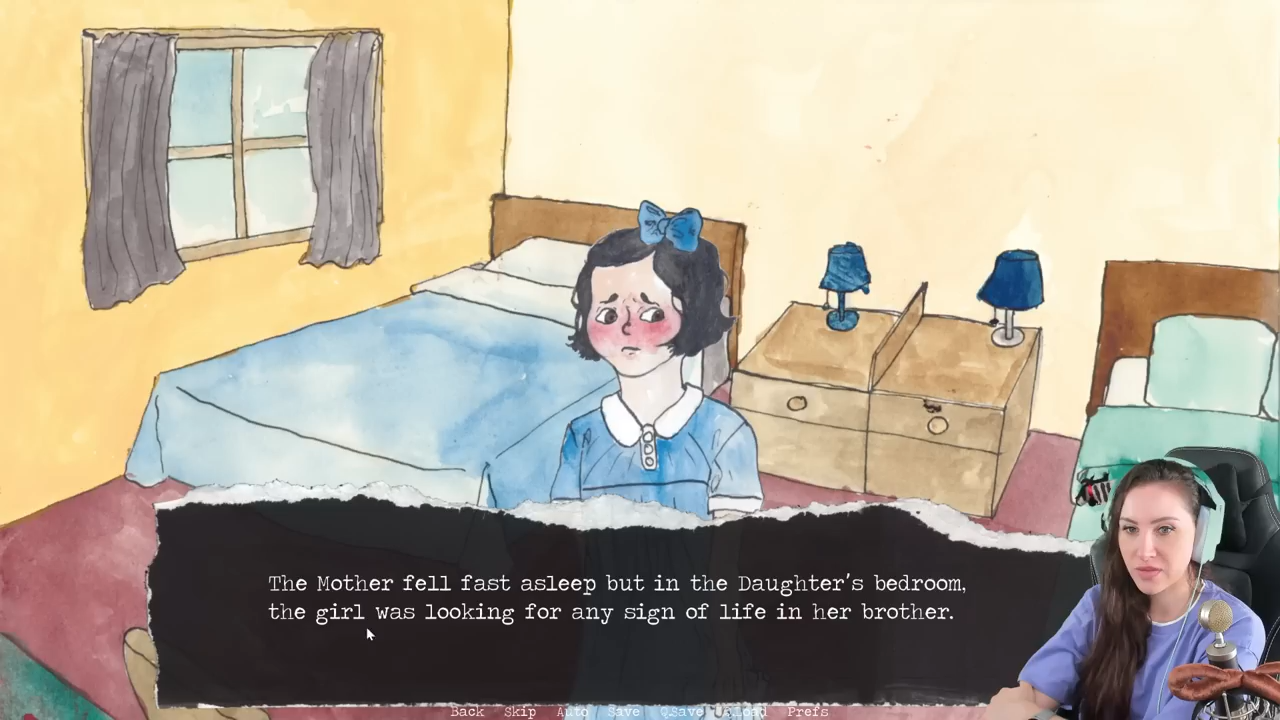 The Mother fell fast asleep but in the Daughter's bedroom,
the girl was looking for any sign of life in her brother.
Back Skip Auto Save Q.Save Q.Load Prefs